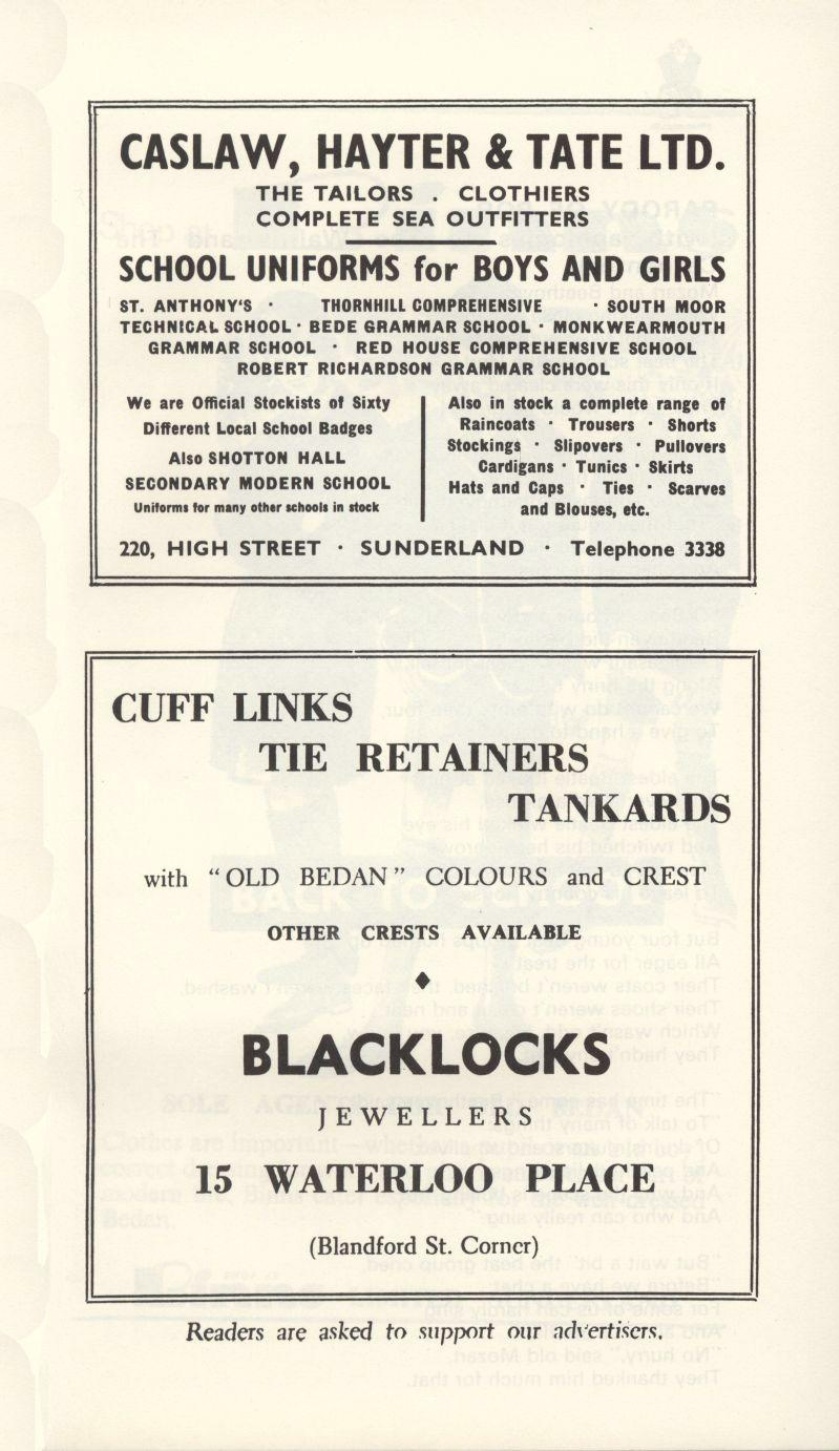 CASLAW, HAYTER & TATE LTD.
THE TAILORS . CLOTHIERS
COMPLETE SEA OUTFITTERS
SCHOOL UNIFORMS for BOYS AND GIRLS
ST. ANTHONY'S · THORNHILL COMPREHENSIVE · SOUTH MOOR
TECHNICAL SCHOOL · BEDE GRAMMAR SCHOOL · MONKWEARMOUTH
GRAMMAR SCHOOL · RED HOUSE COMPREHENSIVE SCHOOL
ROBERT RICHARDSON GRAMMAR SCHOOL
We are Official Stockists of Sixty
Different Local School Badges
Also SHOTTON HALL
SECONDARY MODERN SCHOOL
Uniforms for many other schools in stock
Also in stock a complete range of
Raincoats · Trousers · Shorts
Stockings · Slipovers · Pullovers
Cardigans · Tunics · Skirts
Hats and Caps · Ties · Scarves
and Blouses, etc.
220, HIGH STREET · SUNDERLAND · Telephone 3338
CUFF LINKS
TIE RETAINERS
TANKARDS
with "OLD BEDAN" COLOURS and CREST
OTHER CRESTS AVAILABLE
BLACKLOCKS
JEWELLERS
15 WATERLOO PLACE
(Blandford St. Corner)
Readers are asked to support our advertisers.